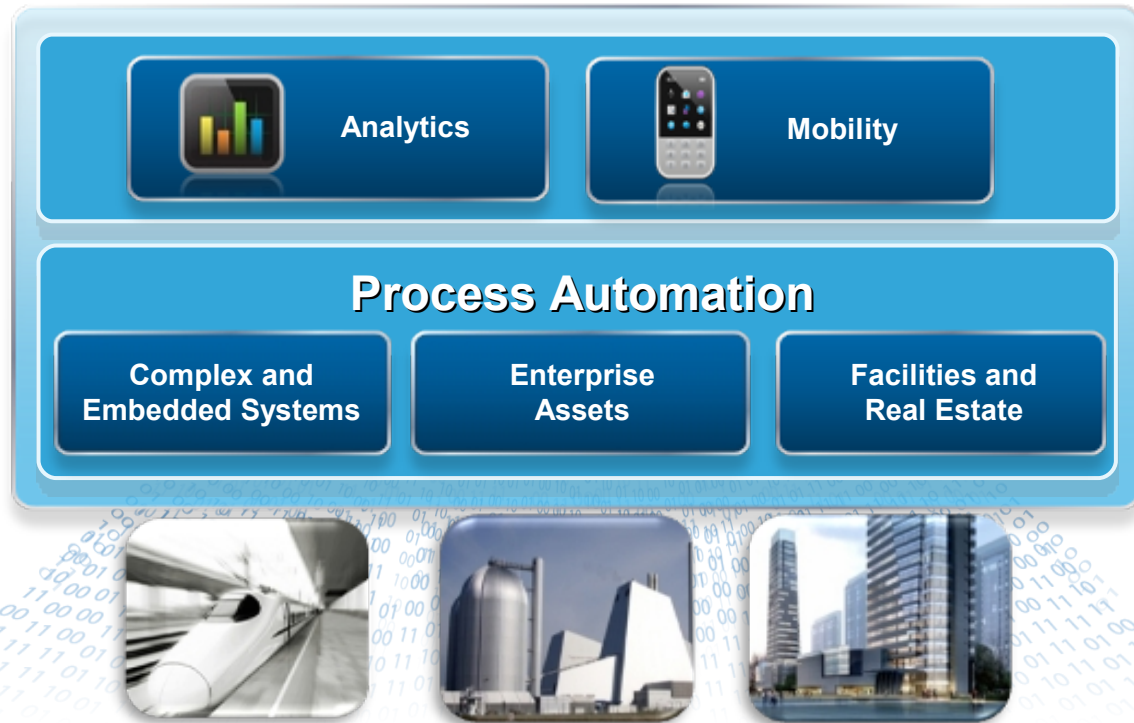 Analytics
Mobility
Process Automation
Complex and
Embedded Systems
Enterprise
Assets
Facilities and
Real Estate